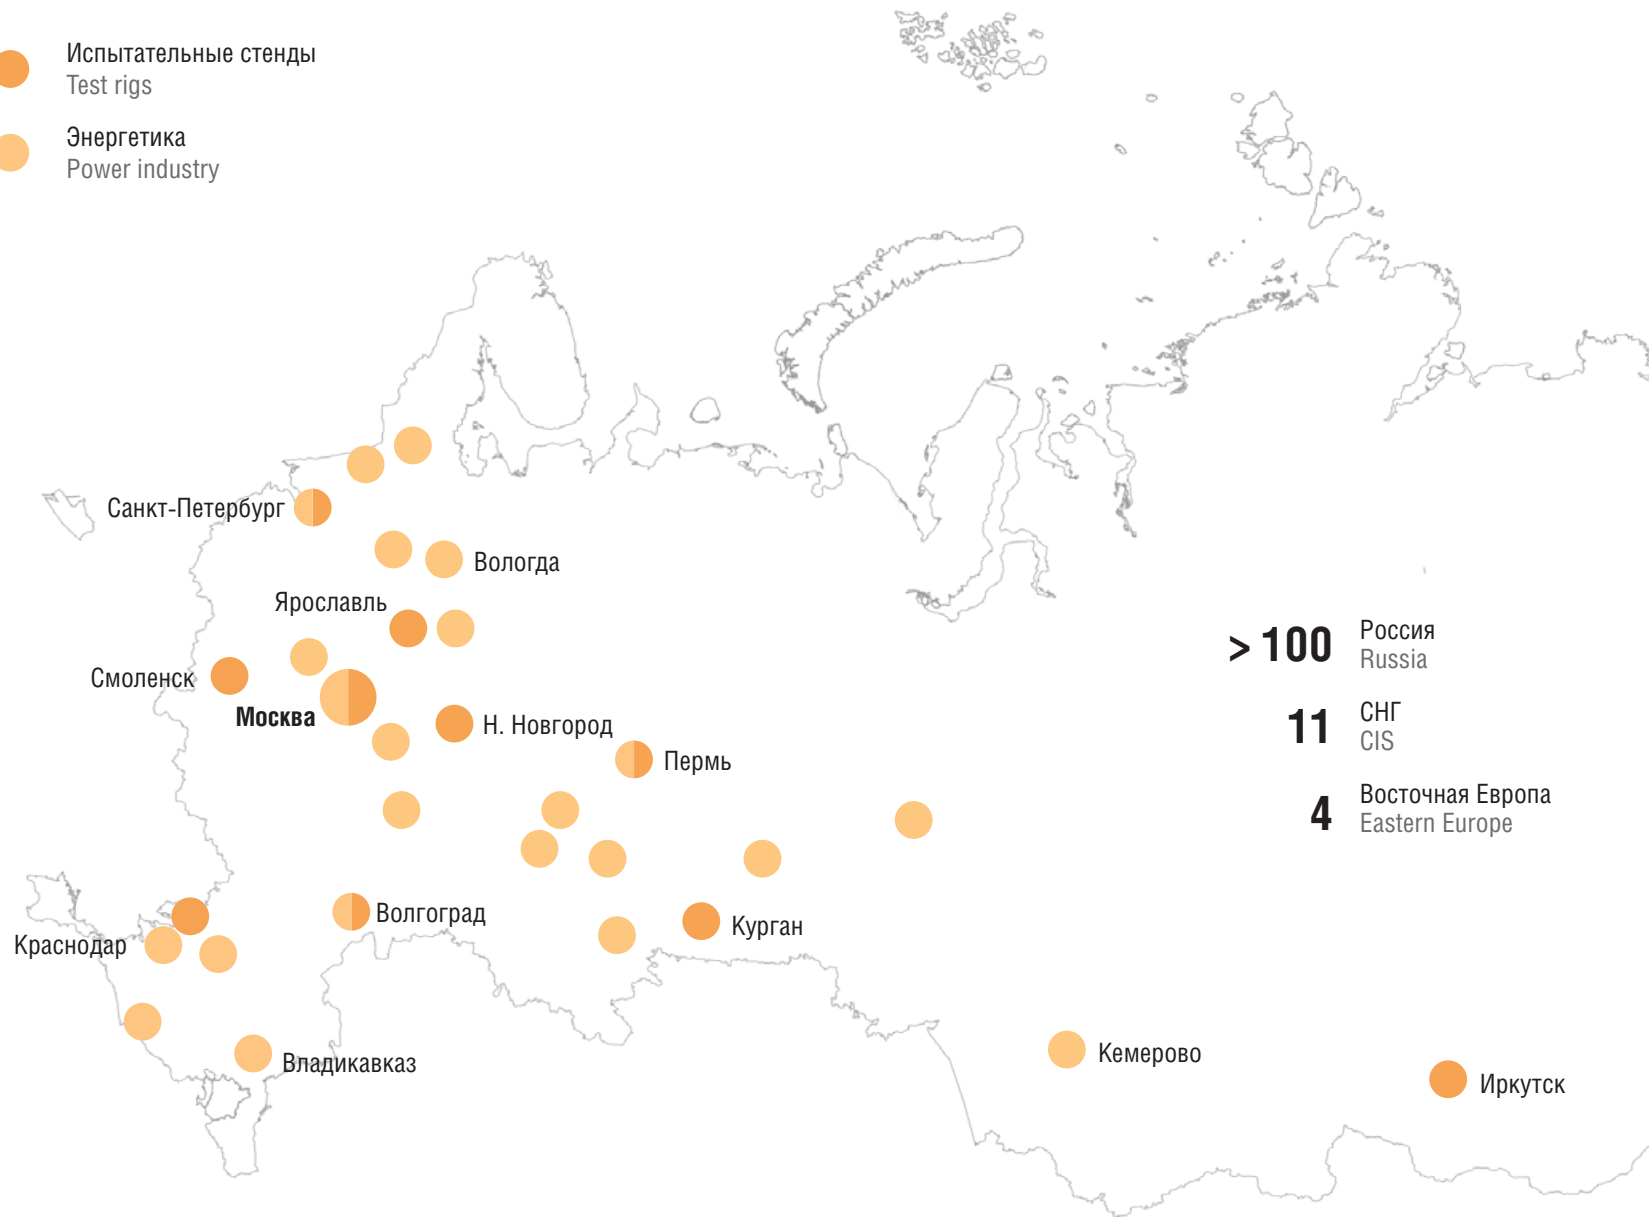 Испытательные стенды
Test rigs
Энергетика
Power industry
Санкт-Петербург
Вологда
Ярославль
Смоленск
Москва
Н. Новгород
Пермь
> 100 Россия
Russia
11 СНГ
CIS
4 Восточная Европа
Eastern Europe
Волгоград
Курган
Краснодар
Владикавказ
Кемерово
Иркутск